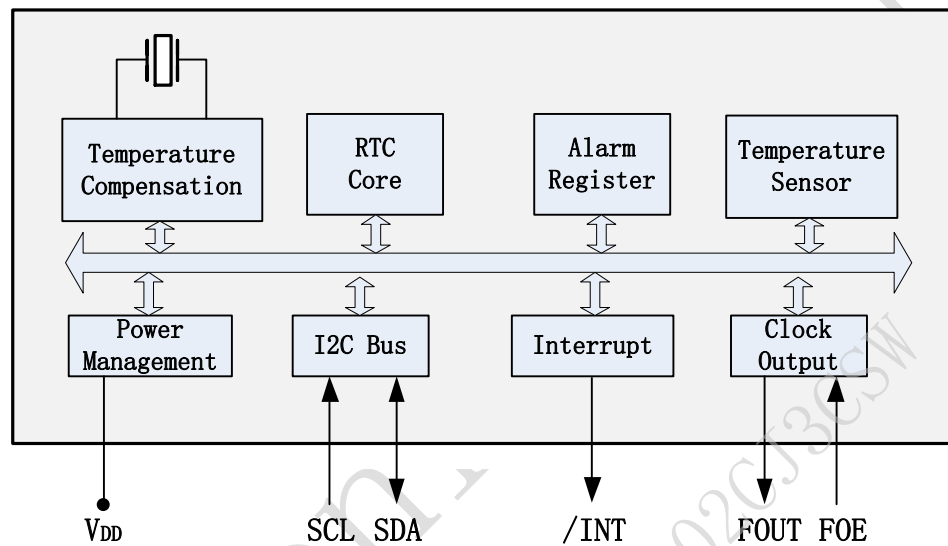 Temperature
Compensation
RTC
Core
Alarm
Register
Temperature
Sensor
Power
Management
I2C Bus
Interrupt
Clock
Output
VDD
SCL SDA
/INT
FOUT FOE